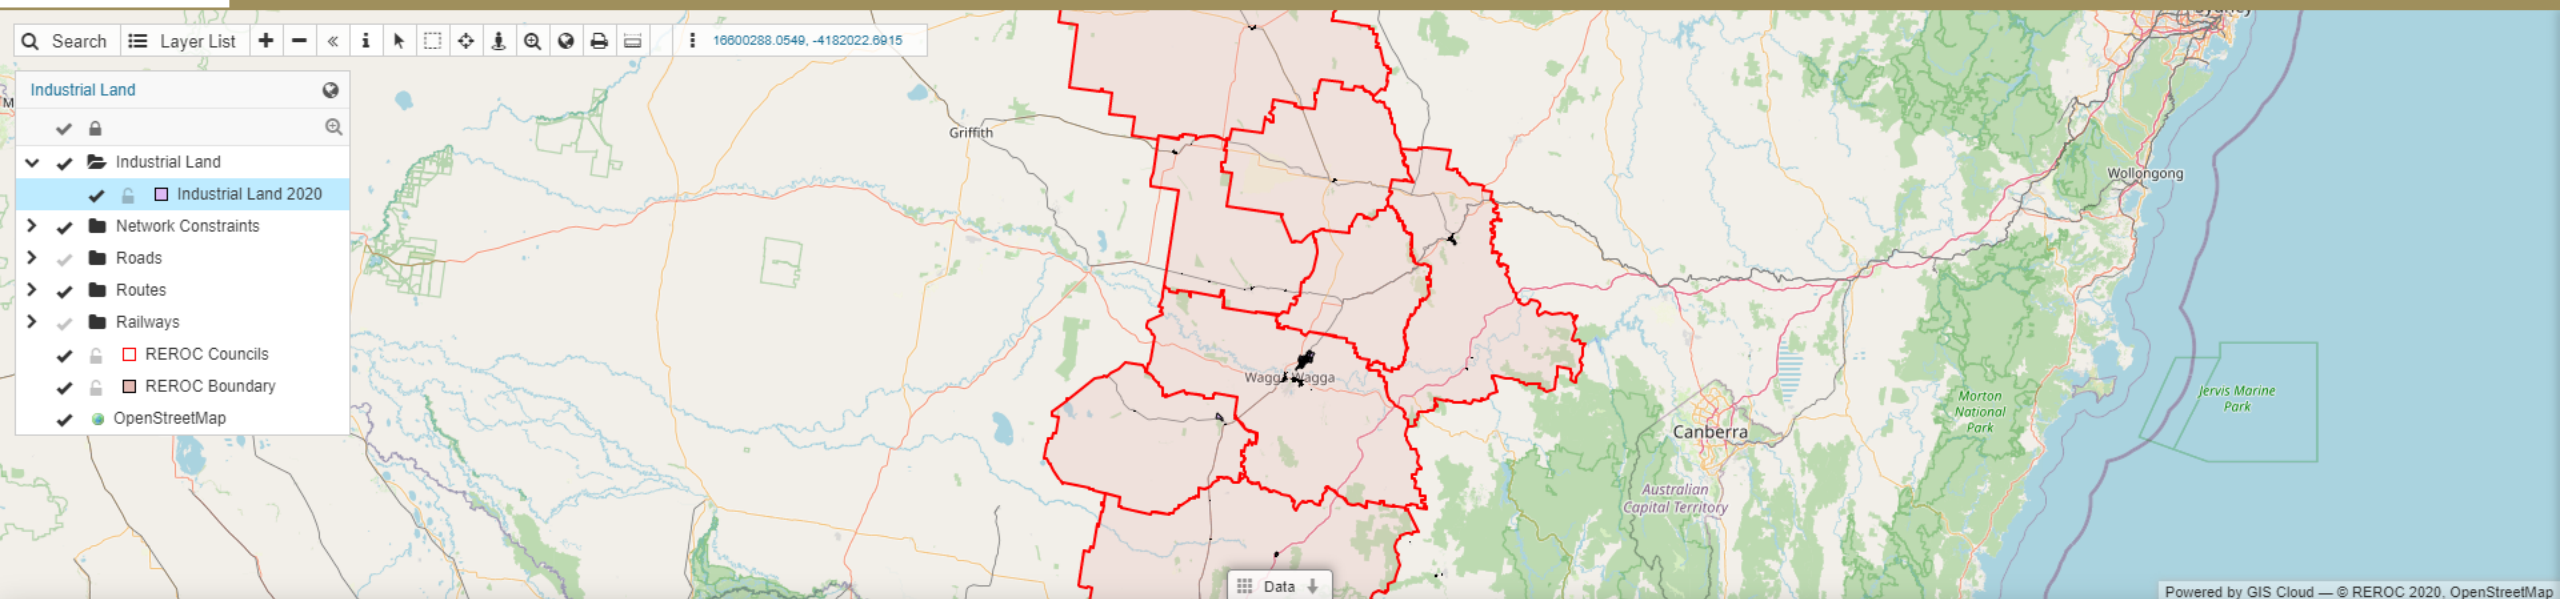 Search
Layer List
16600288.0549, -4182022.6915
Industrial Land
Industrial Land
Industrial Land 2020
Network Constraints
Roads
Routes
Railways
REROC Councils
REROC Boundary
OpenStreetMap
M
Griffith
Wagga Wagga
Sydney
Wollongong
Canberra
Australian
Capital Territory
Morton
National
Park
Jervis Marine
Park
Data
Powered by GIS Cloud — © REROC 2020, OpenStreetMap